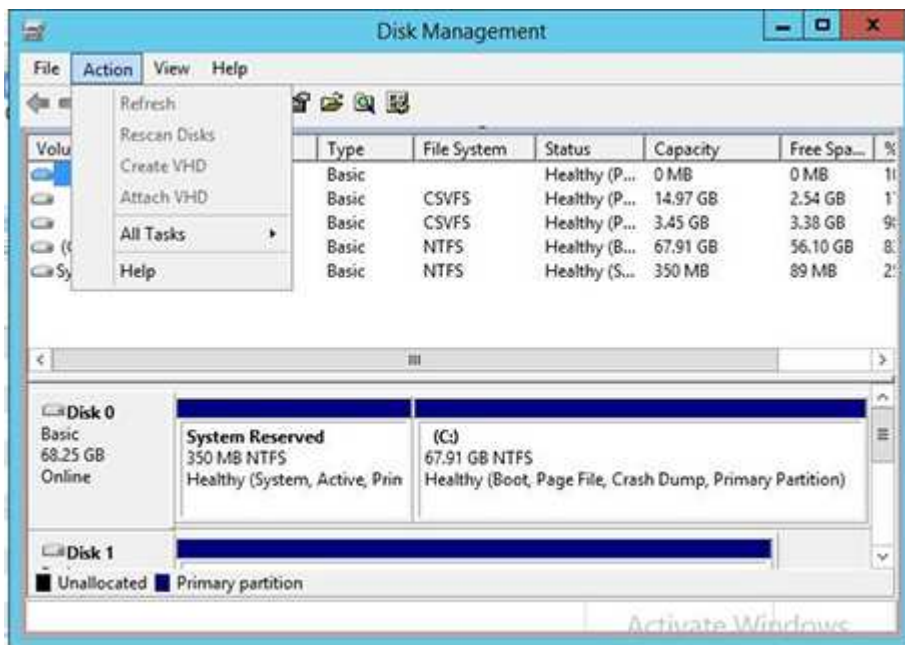 Disk Management
File Action View Help
Refresh
Rescan Disks
Create VHD
Attach VHD
All Tasks
Help
Volu Type File System Status Capacity Free Spa... %
Basic Healthy (P... 0 MB 0 MB
Basic CSVFS Healthy (P... 14.97 GB 2.54 GB
Basic CSVFS Healthy (P... 3.45 GB 3.38 GB
Basic NTFS Healthy (B... 67.91 GB 56.10 GB
Sy Basic NTFS Healthy (S... 350 MB 89 MB
Disk 0
Basic
68.25 GB
Online
System Reserved
350 MB NTFS
Healthy (System, Active, Prin
(C:)
67.91 GB NTFS
Healthy (Boot, Page File, Crash Dump, Primary Partition)
Disk 1
Unallocated Primary partition
Activate Windows